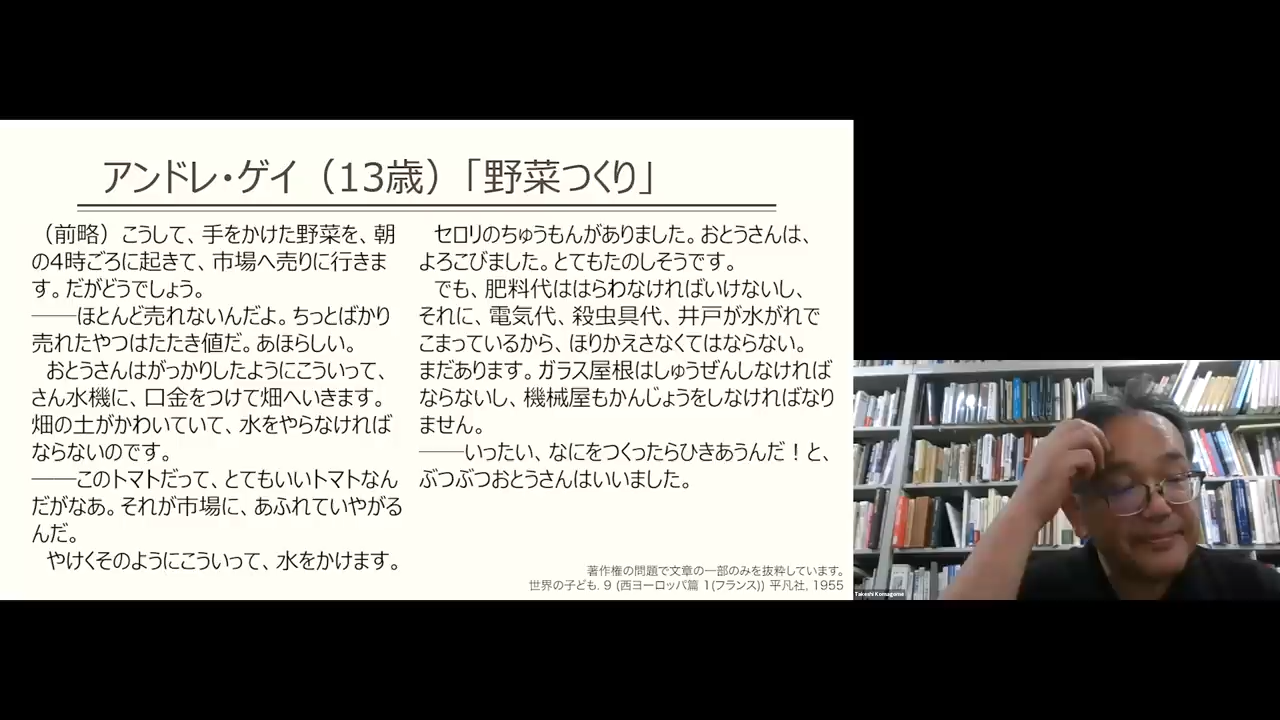 アンドレ・ゲイ（13歳）「野菜つくり」
（前略）こうして、手をかけた野菜を、朝
の4時ごろに起きて、市場へ売りに行きま
す。だがどうでしょう。
――ほとんど売れないんだよ。ちっとばかり
売れたやつはたたき値だ。あほらしい。
おとうさんはがっかりしたようにこういって、
さん水機に、口金をつけて畑へいきます。
畑の土がかわいていて、水をやらなければ
ならないのです。
――このトマトだって、とてもいいトマトなん
だがなあ。それが市場に、あふれていやがる
んだ。
やけくそのようにこういって、水をかけます。
セロリのちゅうもんがありました。おとうさんは、
よろこびました。とてもたのしそうです。
でも、肥料代ははらわなければいけないし、
それに、電気代、殺虫具代、井戸が水がれで
こまっているから、ほりかえさなくてはならない。
まだあります。ガラス屋根はしゅうぜんしなければ
ならないし、機械屋もかんじょうをしなければなり
ません。
――いったい、なにをつくったらひきあうんだ！と、
ぶつぶつおとうさんはいいました。
著作権の問題で文章の一部のみを抜粋しています。
世界の子ども. 9 (西ヨーロッパ篇 1(フランス)) 平凡社, 1955
Takeshi Komagome